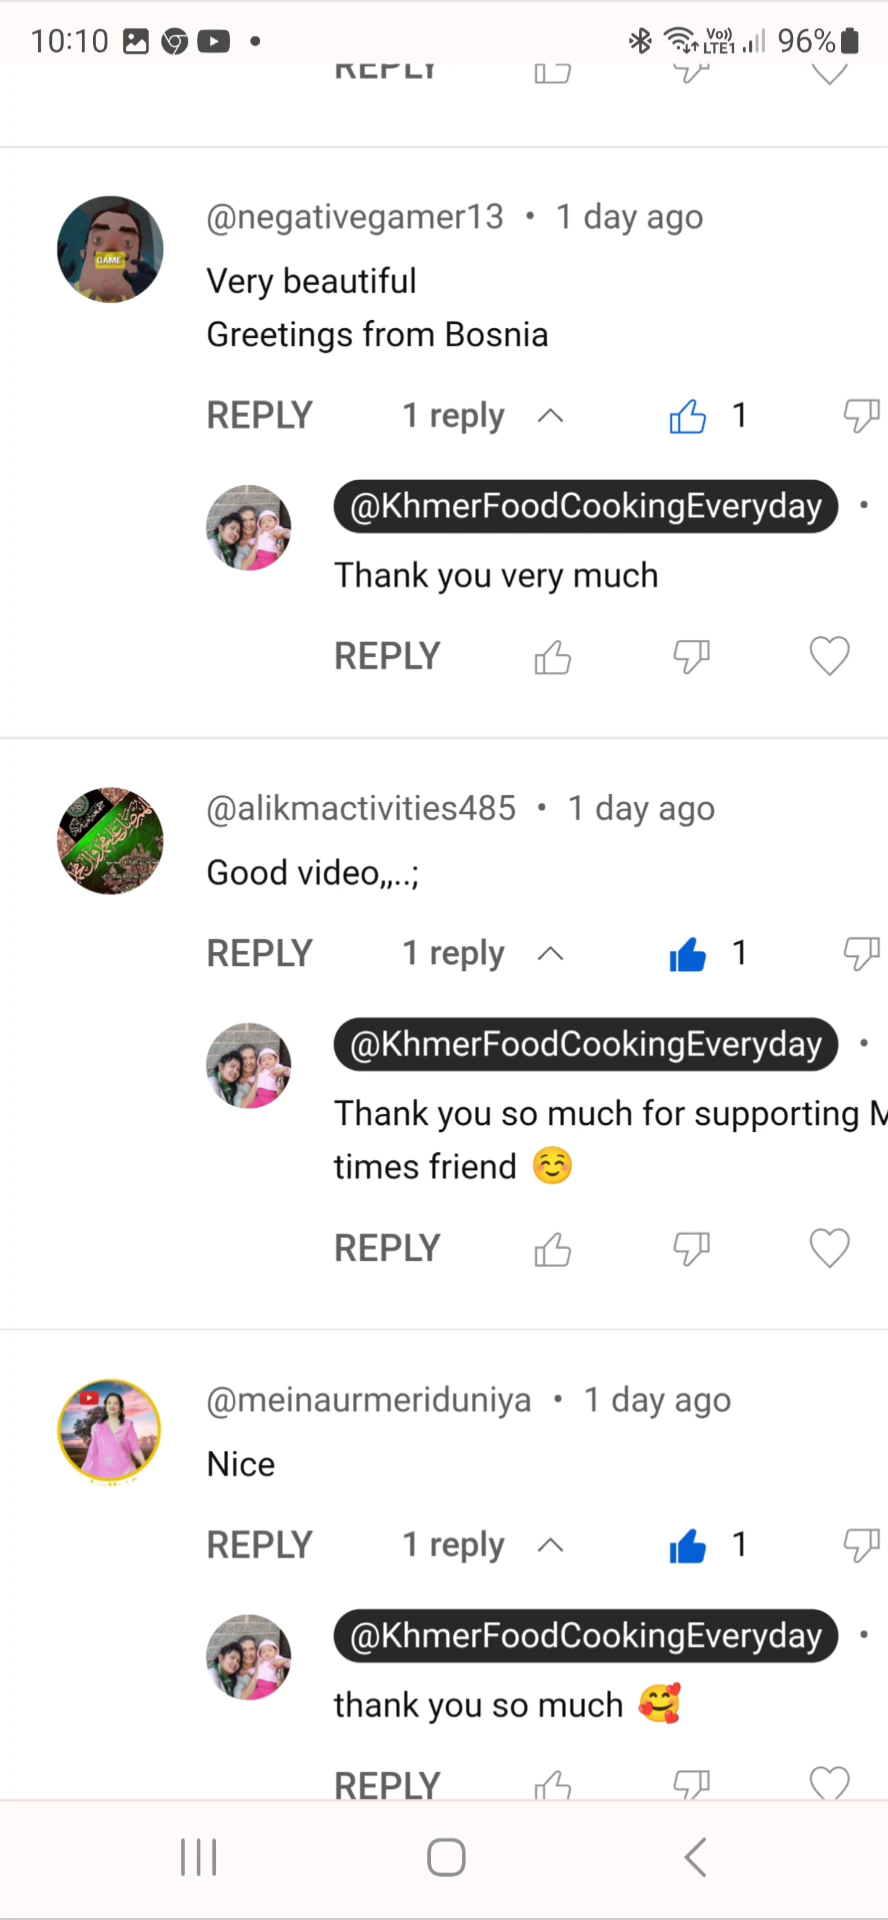 10:10
Vo)) LTE1 96%
REPLY
@negativegamer13 • 1 day ago
GAME
Very beautiful
Greetings from Bosnia
REPLY 1 reply 1
@KhmerFoodCookingEveryday •
Thank you very much
REPLY
@alikmactivities485 • 1 day ago
Good video,,..;
REPLY 1 reply 1
@KhmerFoodCookingEveryday •
Thank you so much for supporting M
times friend ☺️
REPLY
@meinaurmeriduniya • 1 day ago
Nice
REPLY 1 reply 1
@KhmerFoodCookingEveryday •
thank you so much 🥰
REPLY